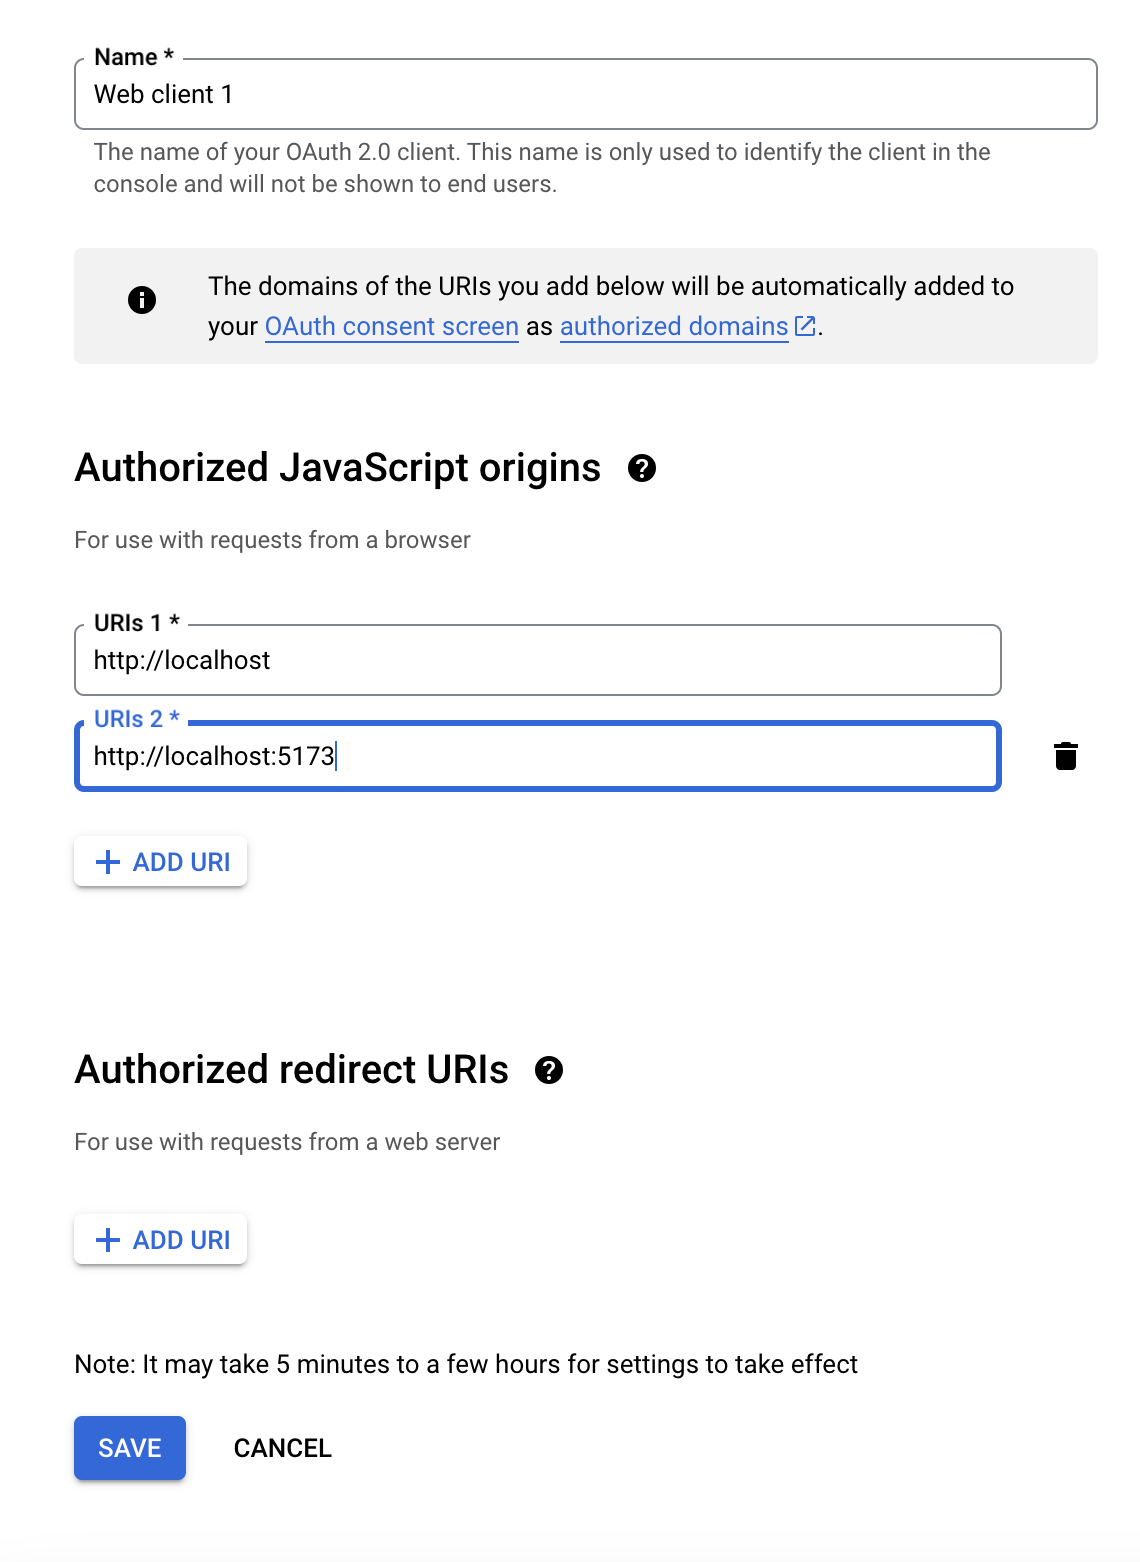 Name *
Web client 1
The name of your OAuth 2.0 client. This name is only used to identify the client in the
console and will not be shown to end users.
The domains of the URIs you add below will be automatically added to
your OAuth consent screen as authorized domains.
Authorized JavaScript origins
For use with requests from a browser
URIs 1 *
http://localhost
URIs 2 *
http://localhost:5173
ADD URI
Authorized redirect URIs
For use with requests from a web server
ADD URI
Note: It may take 5 minutes to a few hours for settings to take effect
SAVE CANCEL